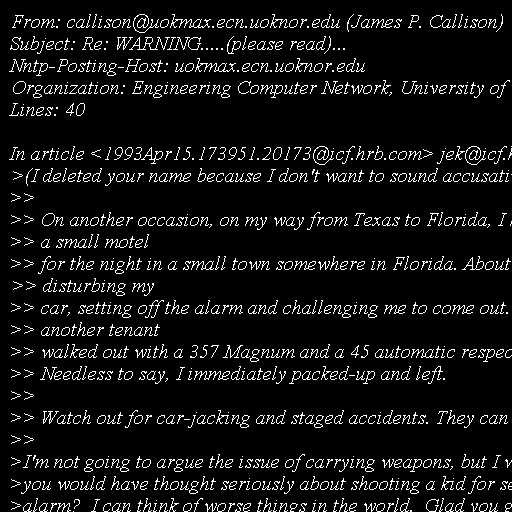 From: callison@uokmax.ecn.uoknor.edu (James P. Callison)
Subject: Re: WARNING.....(please read)...
Nntp-Posting-Host: uokmax.ecn.uoknor.edu
Organization: Engineering Computer Network, University of
Lines: 40

In article <1993Apr15.173951.20173@icf.hrb.com> jek@icf.h
>(I deleted your name because I don't want to sound accusati
>>
>> On another occasion, on my way from Texas to Florida, I
>> a small motel
>> for the night in a small town somewhere in Florida. About
>> disturbing my
>> car, setting off the alarm and challenging me to come out.
>> another tenant
>> walked out with a 357 Magnum and a 45 automatic respec
>> Needless to say, I immediately packed-up and left.
>>
>> Watch out for car-jacking and staged accidents. They can
>>
>I'm not going to argue the issue of carrying weapons, but I w
>you would have thought seriously about shooting a kid for se
>alarm? I can think of worse things in the world. Glad you g